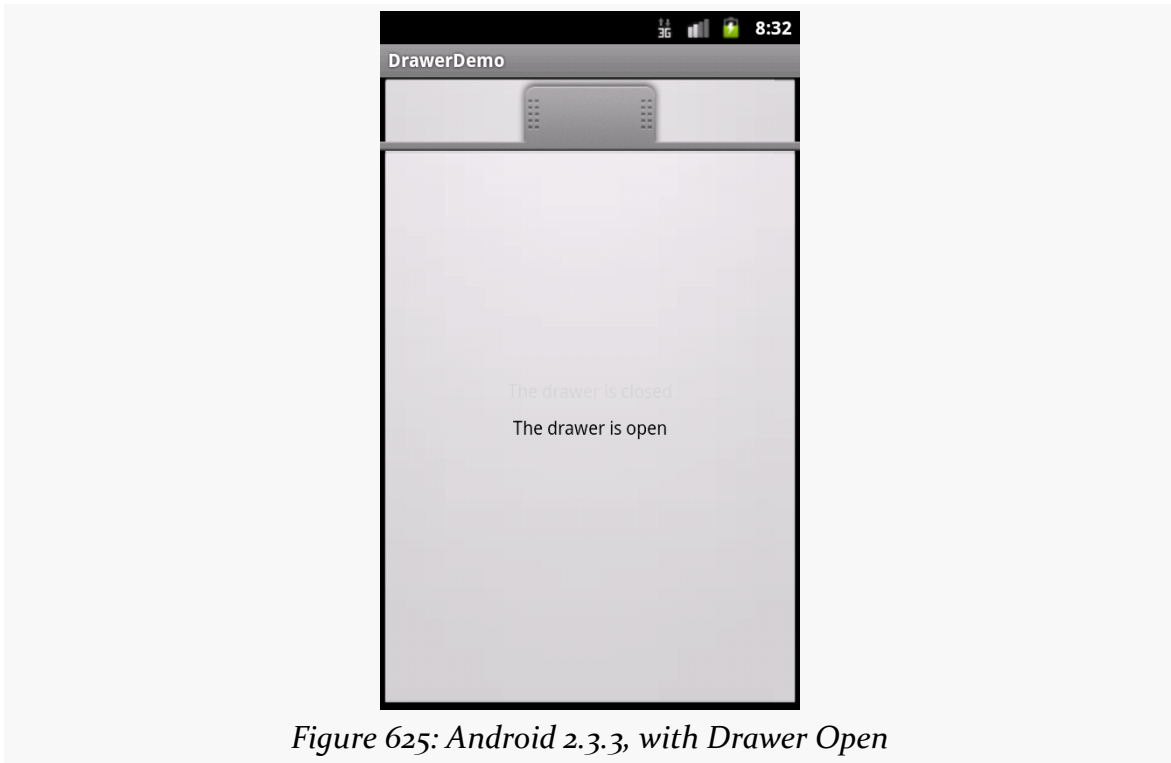 3G 8:32
DrawerDemo
The drawer is closed
The drawer is open
Figure 625: Android 2.3.3, with Drawer Open